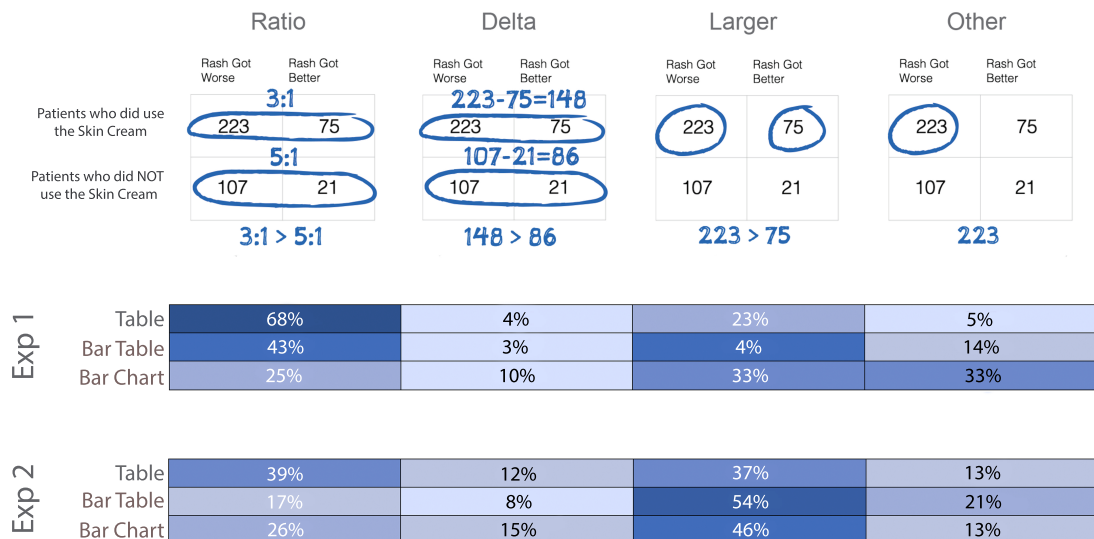 Ratio Delta Larger Other
Rash Got Worse Rash Got Better Rash Got Worse Rash Got Better Rash Got Worse Rash Got Better Rash Got Worse Rash Got Better
3:1 223-75=148
Patients who did use the Skin Cream 223 75 223 75 223 75 223 75
5:1 107-21=86
Patients who did NOT use the Skin Cream 107 21 107 21 107 21 107 21
3:1 > 5:1 148 > 86 223 > 75 223
Exp 1
Table 68% 4% 23% 5%
Bar Table 43% 3% 4% 14%
Bar Chart 25% 10% 33% 33%
Exp 2
Table 39% 12% 37% 13%
Bar Table 17% 8% 54% 21%
Bar Chart 26% 15% 46% 13%